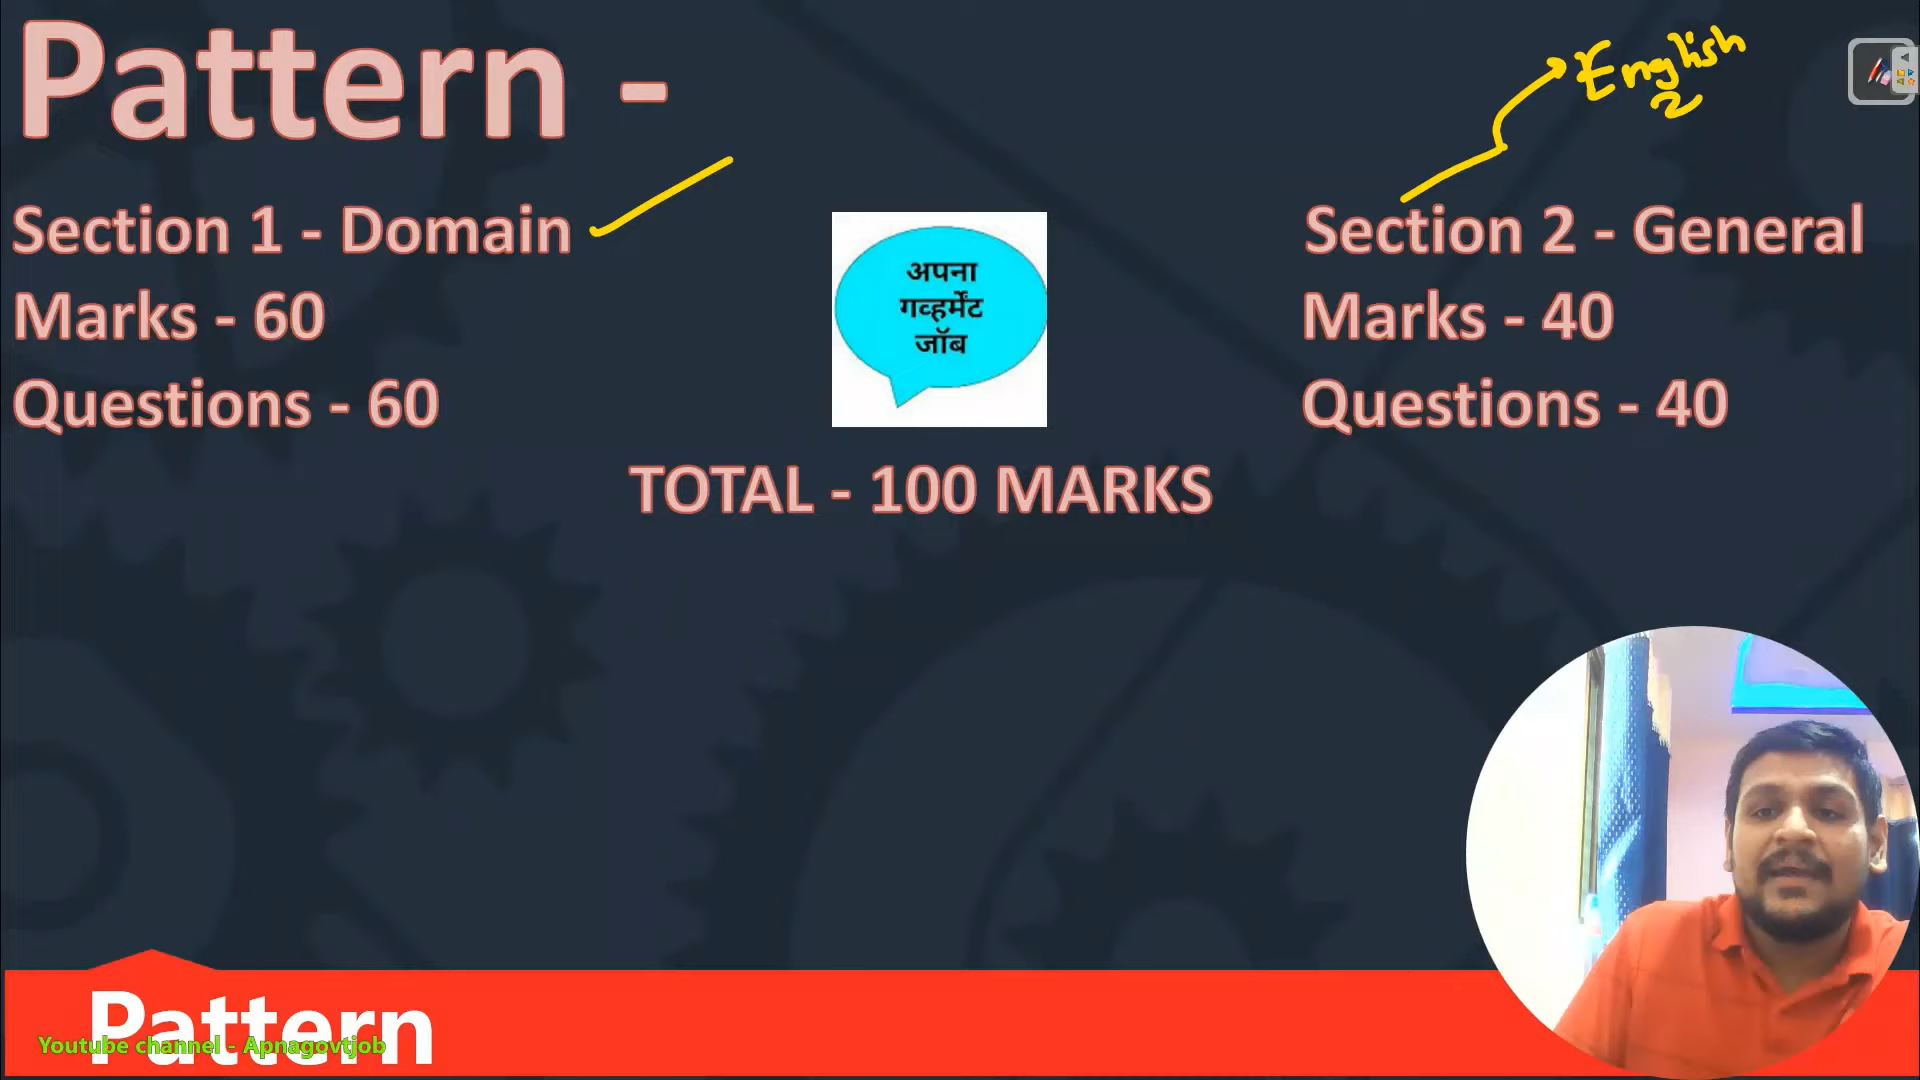 Pattern -
English
2
Section 1 - Domain
Marks - 60
Questions - 60
अपना
गव्हर्मेंट
जॉब
Section 2 - General
Marks - 40
Questions - 40
TOTAL - 100 MARKS
Pattern
Youtube channel - Apnagovtjob